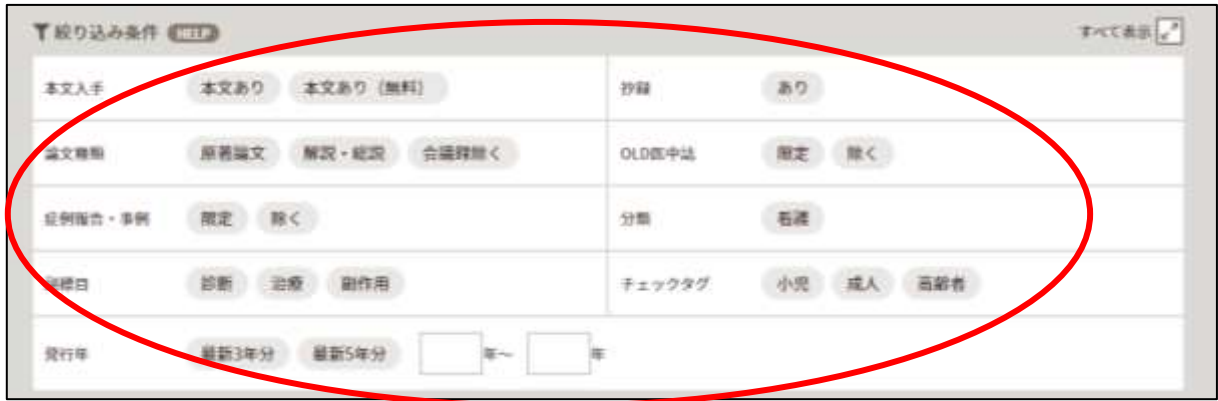 絞り込み条件 HELP すべて表示
本文入手 本文あり 本文あり（無料） 抄録 あり
論文種類 原著論文 解説・総説 会議録除く OLD医中誌 限定 除く
症例報告・事例 限定 除く 分類 看護
副標目 診断 治療 副作用 チェックタグ 小児 成人 高齢者
発行年 最新3年分 最新5年分 年～ 年